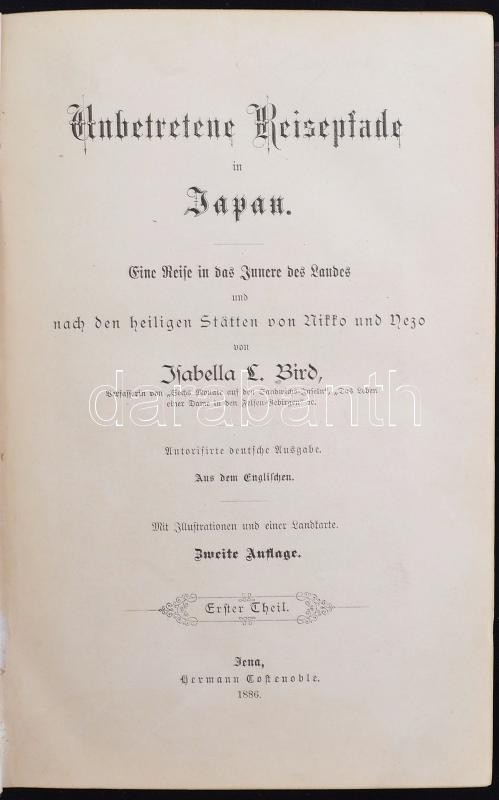 Unbetretene Reisepfade
in
Japan.
Eine Reise in das Innere des Landes
und
nach den heiligen Stätten von Nikko und Yezo
von
Isabella L. Bird,
Verfasserin von „Sechs Monate auf den Sandwichs-Inseln“, „Das Leben
einer Dame in den Felsen-Gebirgen“ etc.
darabanth
Autorisirte deutsche Ausgabe.
Aus dem Englischen.
Mit Illustrationen und einer Landkarte.
Zweite Auflage.
Erster Theil.
Jena,
Hermann Costenoble.
1886.